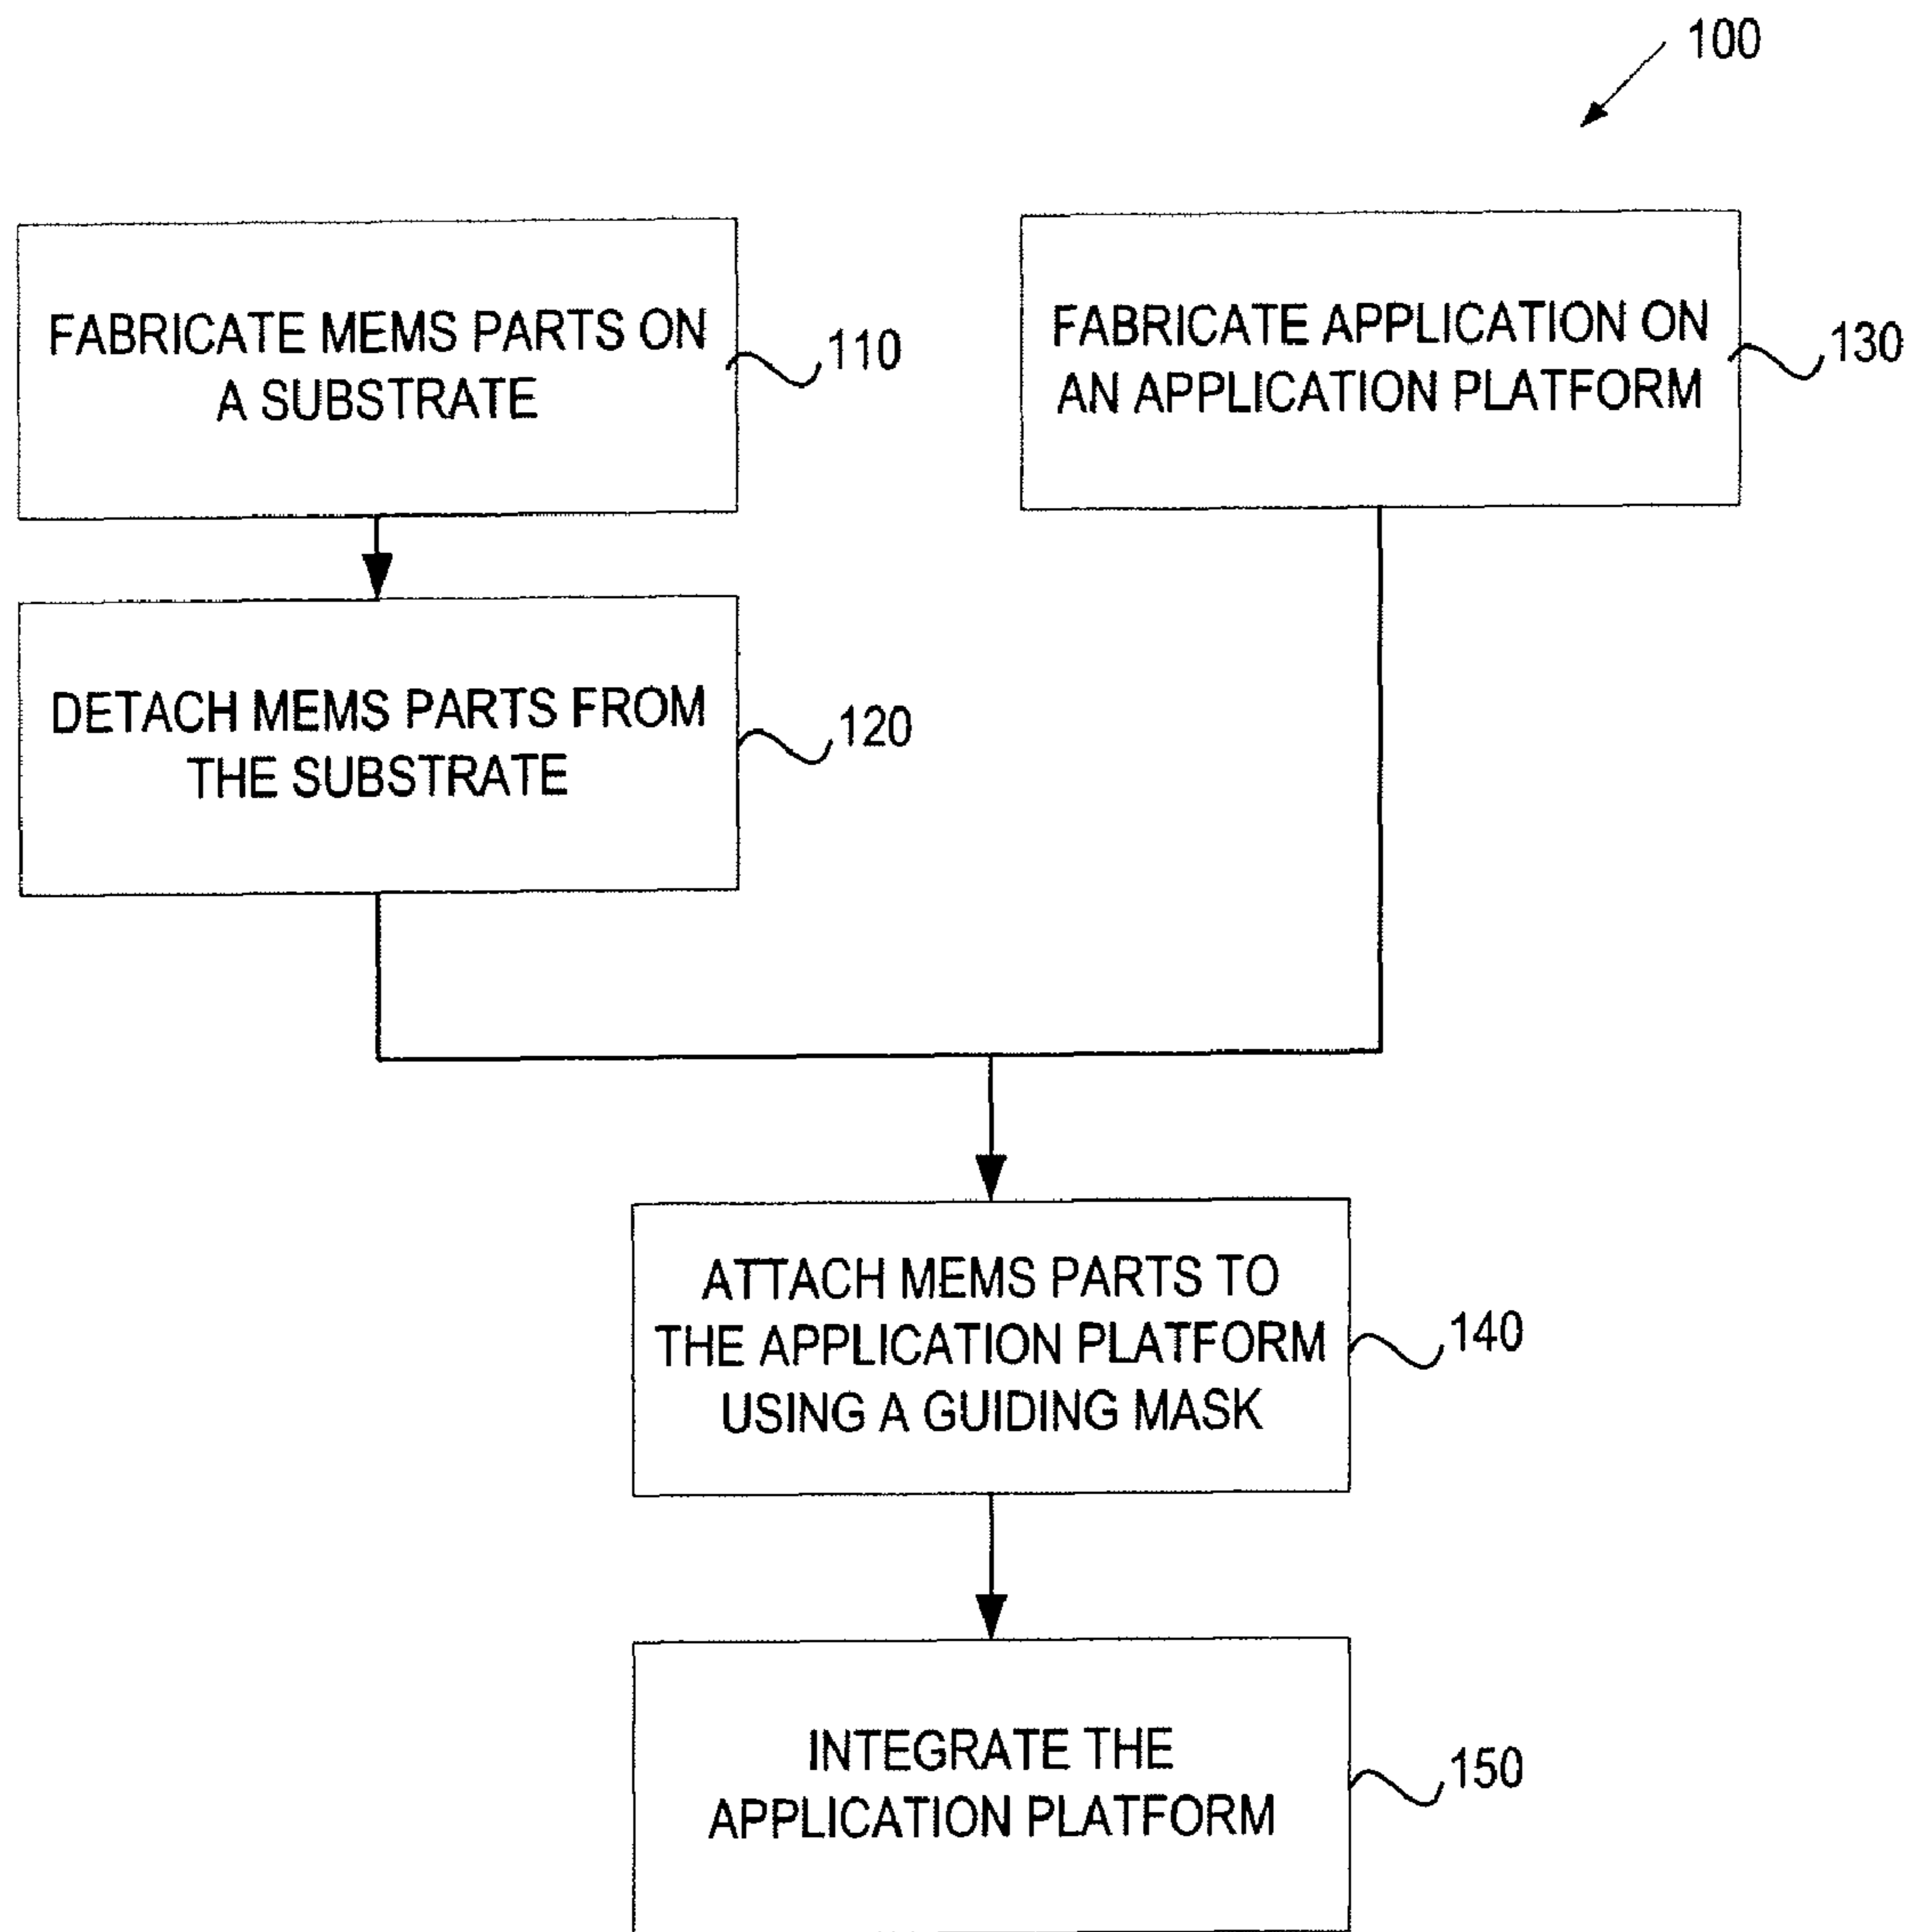 100
FABRICATE MEMS PARTS ON
A SUBSTRATE
110
FABRICATE APPLICATION ON
AN APPLICATION PLATFORM
130
DETACH MEMS PARTS FROM
THE SUBSTRATE
120
ATTACH MEMS PARTS TO
THE APPLICATION PLATFORM
USING A GUIDING MASK
140
INTEGRATE THE
APPLICATION PLATFORM
150